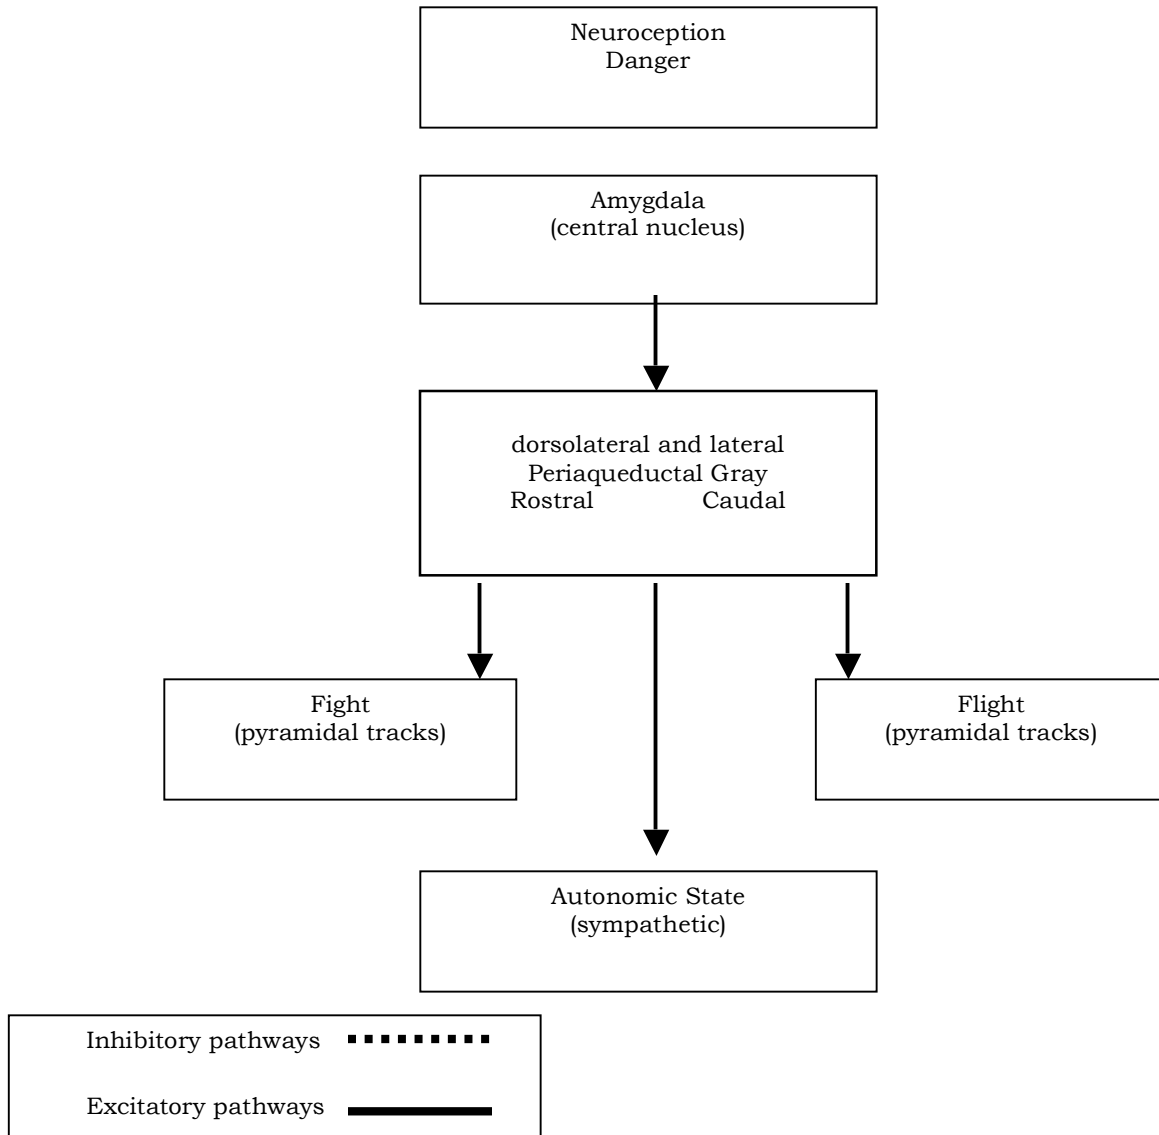 Neuroception
Danger
Amygdala
(central nucleus)
dorsolateral and lateral
Periaqueductal Gray
Rostral Caudal
Fight
(pyramidal tracks)
Flight
(pyramidal tracks)
Autonomic State
(sympathetic)
Inhibitory pathways
Excitatory pathways